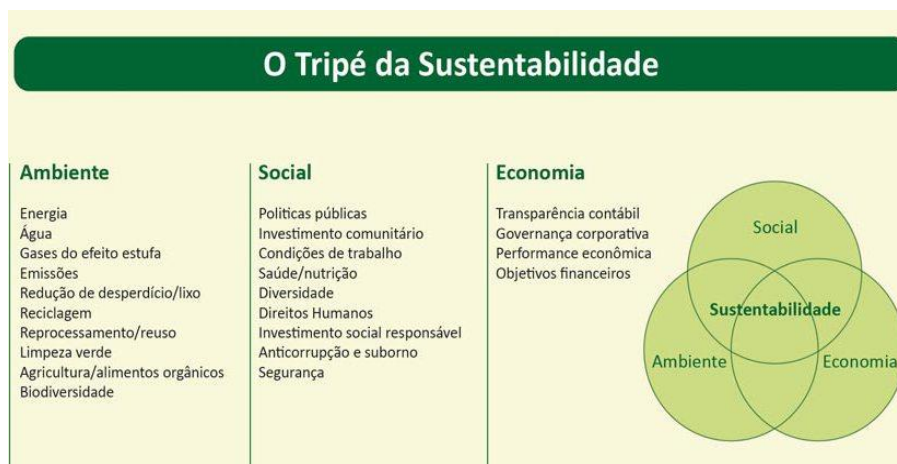 O Tripé da Sustentabilidade
Ambiente
Energia
Água
Gases do efeito estufa
Emissões
Redução de desperdício/lixo
Reciclagem
Reprocessamento/reuso
Limpeza verde
Agricultura/alimentos orgânicos
Biodiversidade
Social
Politicas públicas
Investimento comunitário
Condições de trabalho
Saúde/nutrição
Diversidade
Direitos Humanos
Investimento social responsável
Anticorrupção e suborno
Segurança
Economia
Transparência contábil
Governança corporativa
Performance econômica
Objetivos financeiros
Social
Sustentabilidade
Ambiente
Economia